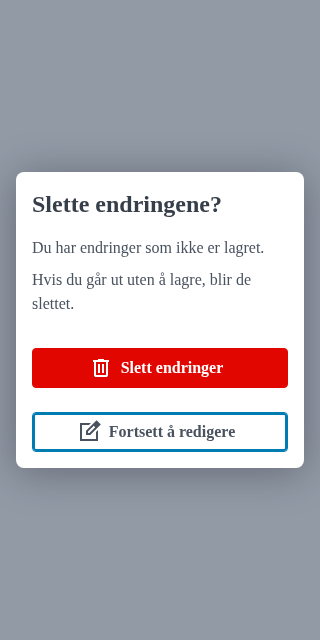 Slette endringene?
Du har endringer som ikke er lagret.
Hvis du går ut uten å lagre, blir de
slettet.
Slett endringer
Fortsett å redigere